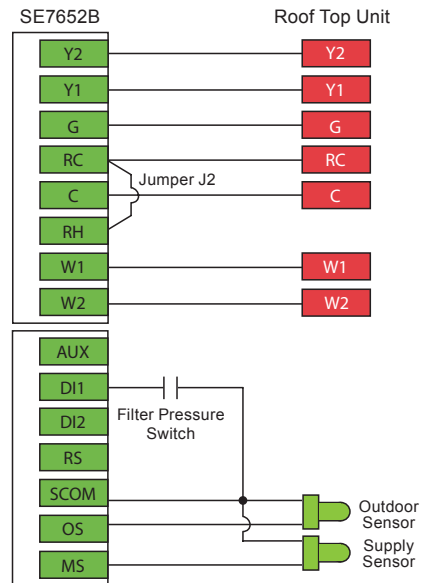 SE7652B
Roof Top Unit
Y2
Y2
Y1
Y1
G
G
RC
RC
Jumper J2
C
C
RH
W1
W1
W2
W2
AUX
DI1
Filter Pressure
Switch
DI2
RS
SCOM
Outdoor
Sensor
OS
Supply
Sensor
MS